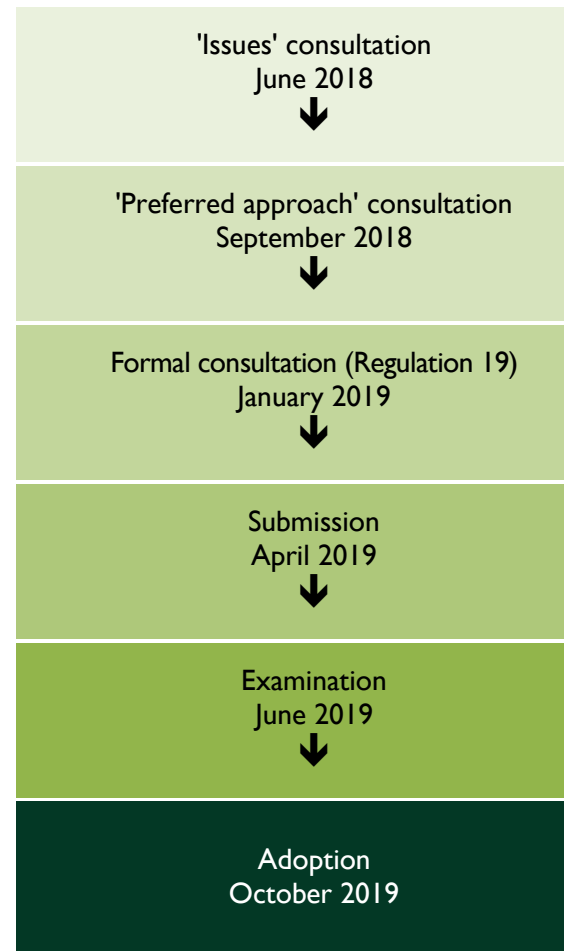 'Issues' consultation
June 2018
'Preferred approach' consultation
September 2018
Formal consultation (Regulation 19)
January 2019
Submission
April 2019
Examination
June 2019
Adoption
October 2019